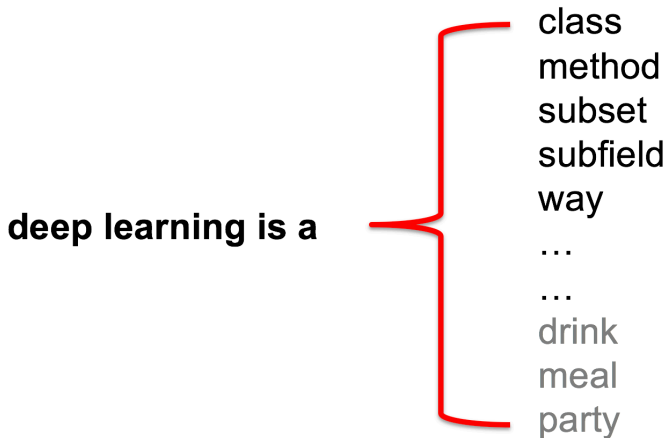 deep learning is a
class
method
subset
subfield
way
...
...
drink
meal
party